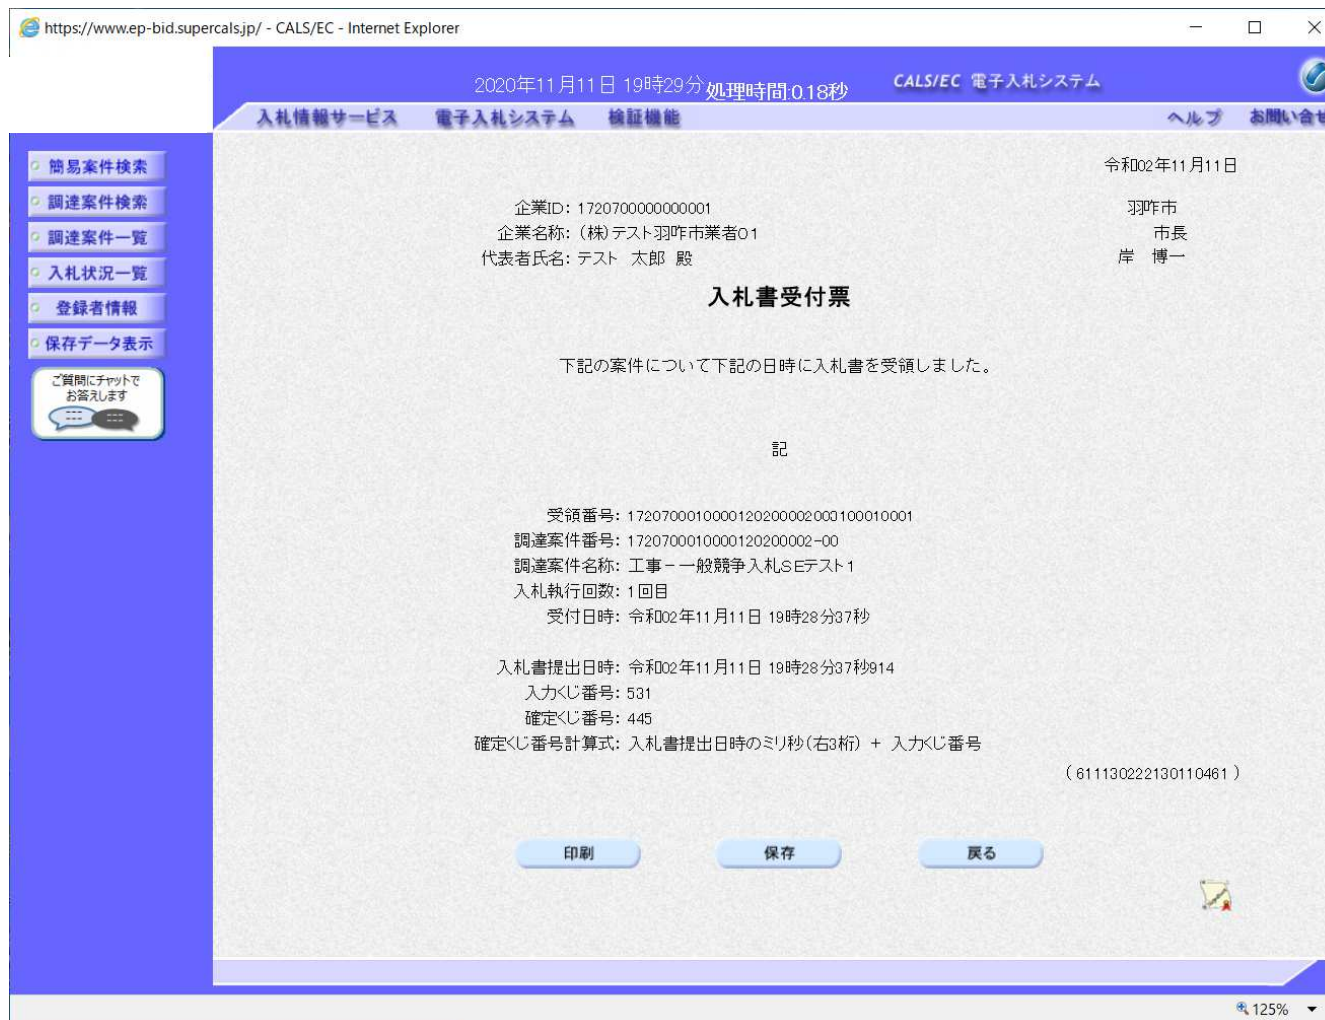 https://www.ep-bid.supercals.jp/ - CALS/EC - Internet Explorer
2020年11月11日 19時29分
処理時間:0.18秒
CALS/EC 電子入札システム
入札情報サービス 電子入札システム 検証機能 ヘルプ お問い合せ
簡易案件検索
調達案件検索
調達案件一覧
入札状況一覧
登録者情報
保存データ表示
ご質問にチャットで
お答えします
令和02年11月11日
企業ID: 1720700000000001
企業名称: (株)テスト羽咋市業者01
代表者氏名: テスト 太郎 殿
羽咋市
市長
岸 博一
入札書受付票
下記の案件について下記の日時に入札書を受領しました。
記
受領番号: 17207000100001202000020003100010001
調達案件番号: 1720700010000120200002-00
調達案件名称: 工事－一般競争入札SEテスト1
入札執行回数: 1回目
受付日時: 令和02年11月11日 19時28分37秒
入札書提出日時: 令和02年11月11日 19時28分37秒914
入力くじ番号: 531
確定くじ番号: 445
確定くじ番号計算式: 入札書提出日時のミリ秒(右3桁) + 入力くじ番号
(611130222130110461)
印刷 保存 戻る
125%